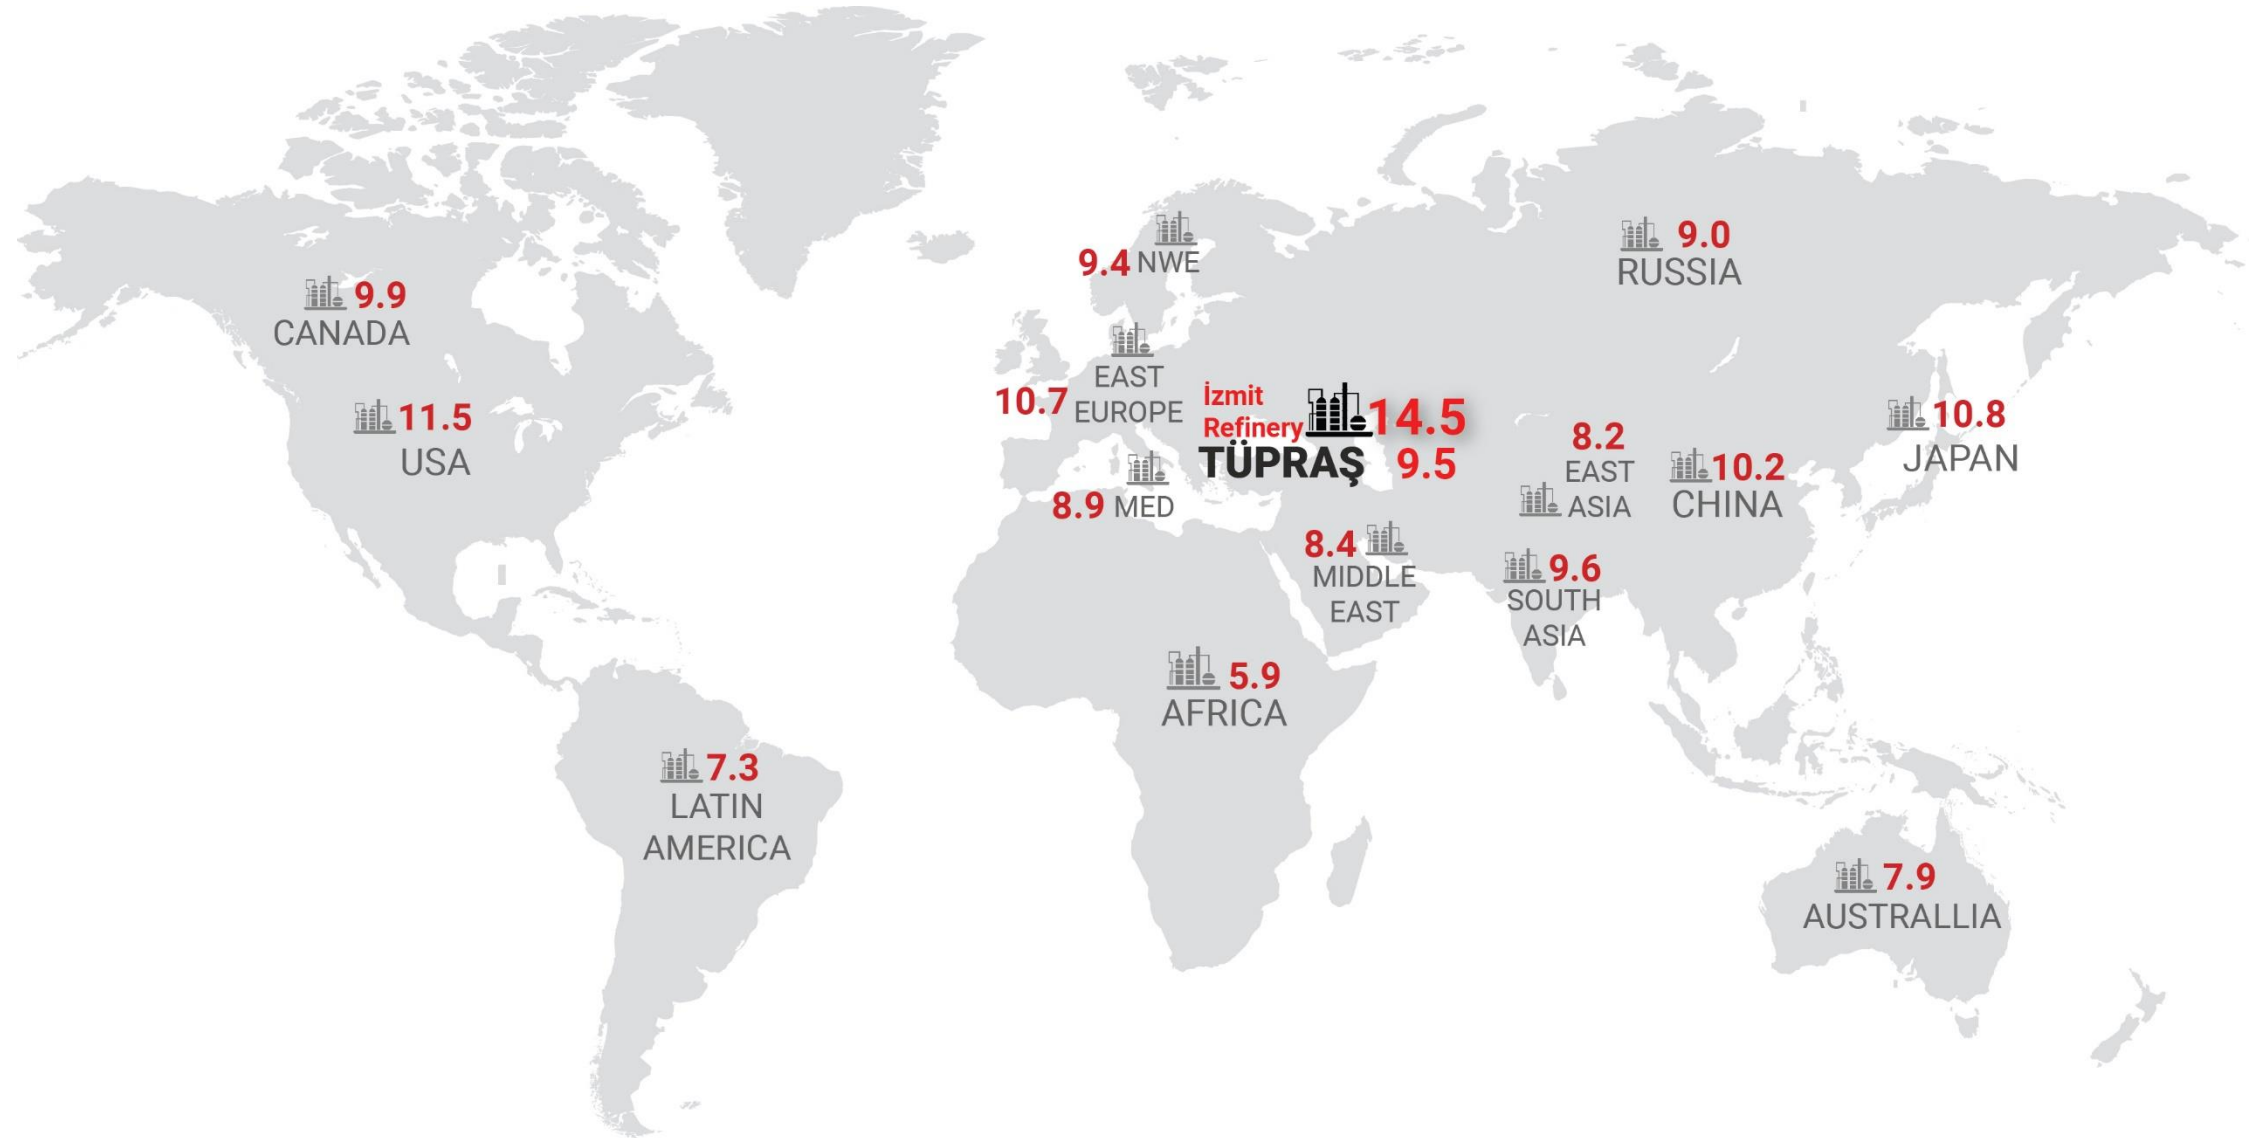 9.0
RUSSIA
9.4 NWE
9.9
CANADA
EAST
10.7 EUROPE
İzmit
Refinery 14.5
TÜPRAŞ 9.5
11.5
USA
8.2
EAST
ASIA
10.2
CHINA
10.8
JAPAN
8.9 MED
8.4
MIDDLE
EAST
9.6
SOUTH
ASIA
5.9
AFRICA
7.3
LATIN
AMERICA
7.9
AUSTRALLIA